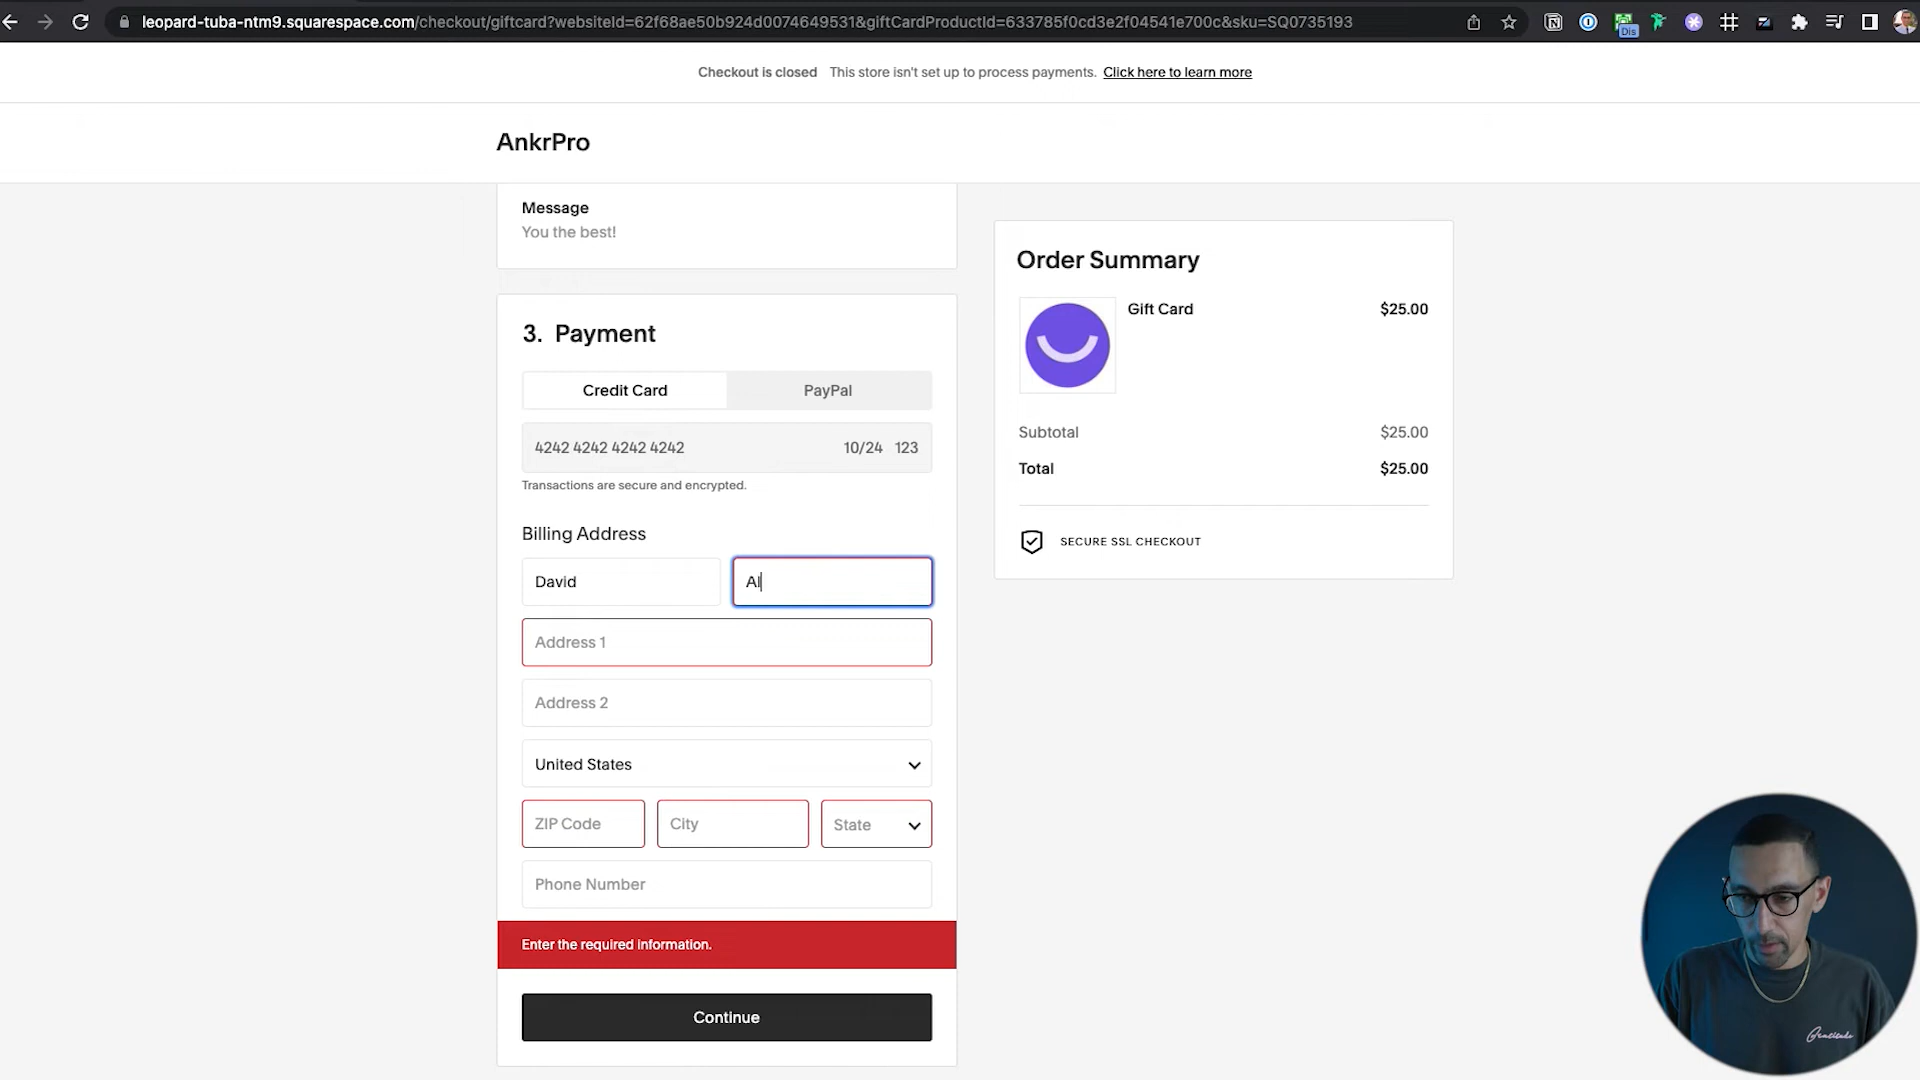 leopard-tuba-ntm9.squarespace.com/checkout/giftcard?websiteId=62f68ae50b924d0074649531&giftCardProductId=633785f0cd3e2f04541e700c&sku=SQ0735193
Dis
Checkout is closed This store isn't set up to process payments. Click here to learn more
AnkrPro
Message
You the best!
3. Payment
Credit Card PayPal
4242 4242 4242 4242 10/24 123
Transactions are secure and encrypted.
Billing Address
David Al
Address 1
Address 2
United States
ZIP Code City State
Phone Number
Enter the required information.
Continue
Order Summary
Gift Card $25.00
Subtotal $25.00
Total $25.00
SECURE SSL CHECKOUT
Gratitude